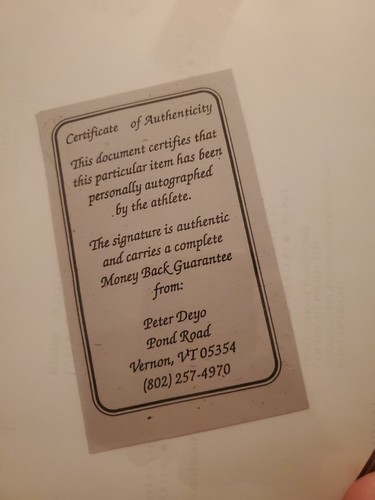 Certificate of Authenticity
This document certifies that
this particular item has been
personally autographed
by the athlete.
The signature is authentic
and carries a complete
Money Back Guarantee
from:
Peter Deyo
Pond Road
Vernon, VT 05354
(802) 257-4970